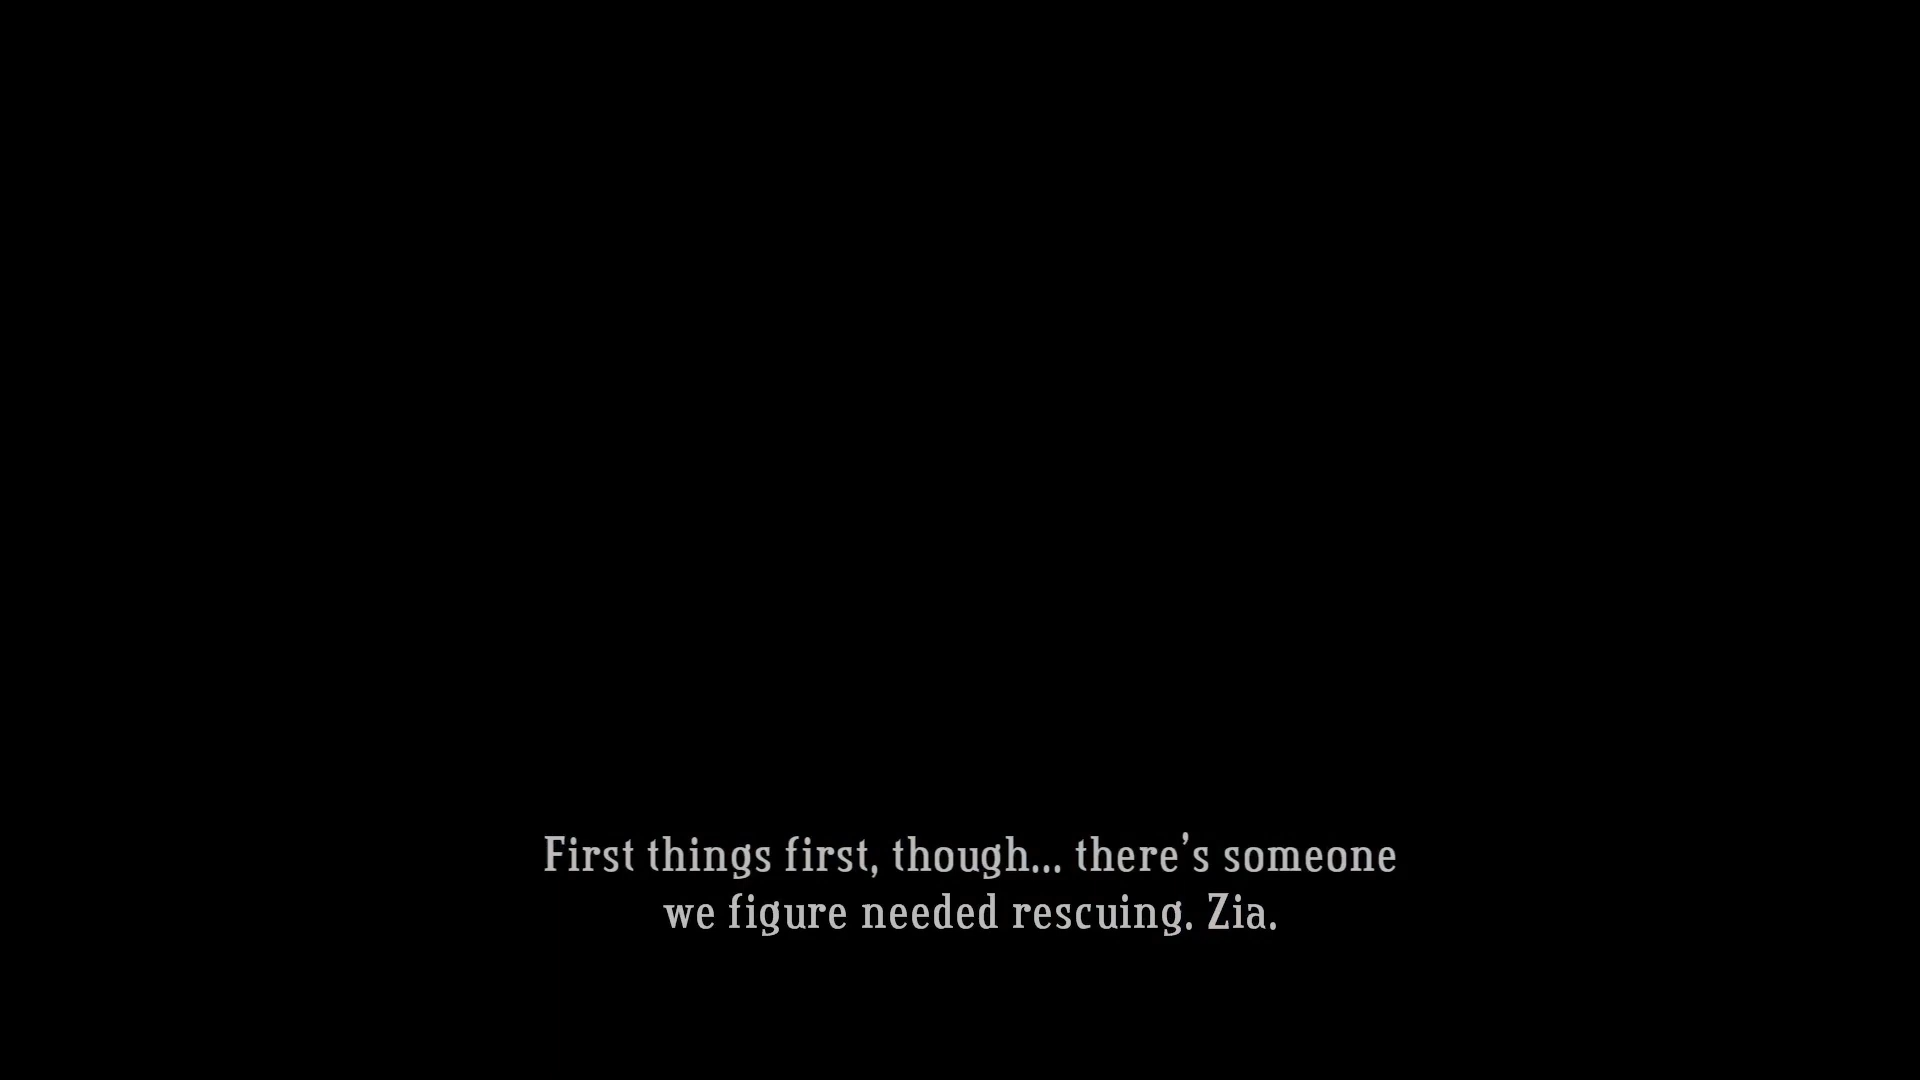 First things first, though... there’s someone
we figure needed rescuing. Zia.